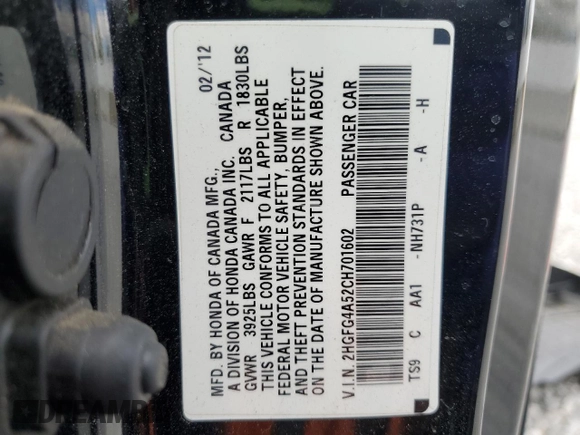 MFD. BY HONDA OF CANADA MFG., 02/'12
A DIVISION OF HONDA CANADA INC. CANADA
GVWR 3925LBS GAWR F 2117LBS R 1830LBS
THIS VEHICLE CONFORMS TO ALL APPLICABLE
FEDERAL MOTOR VEHICLE SAFETY, BUMPER,
AND THEFT PREVENTION STANDARDS IN EFFECT
ON THE DATE OF MANUFACTURE SHOWN ABOVE.
V.I.N. 2HGFG4A52CH701602 PASSENGER CAR
TS9 C AA1 -NH731P -A -H